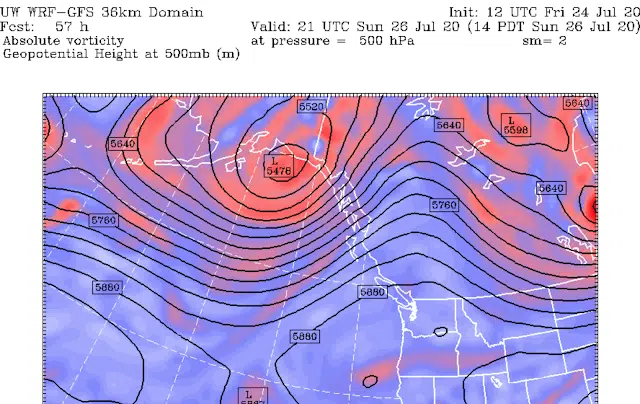 UW WRF-GFS 36km Domain Init: 12 UTC Fri 24 Jul 20
Fcst: 57 h Valid: 21 UTC Sun 26 Jul 20 (14 PDT Sun 26 Jul 20)
Absolute vorticity at pressure = 500 hPa sm= 2
Geopotential Height at 500mb (m)
5520
5640
5640
L
5598
5640
L
5478
5640
5760
5760
5880
5880
5880
L